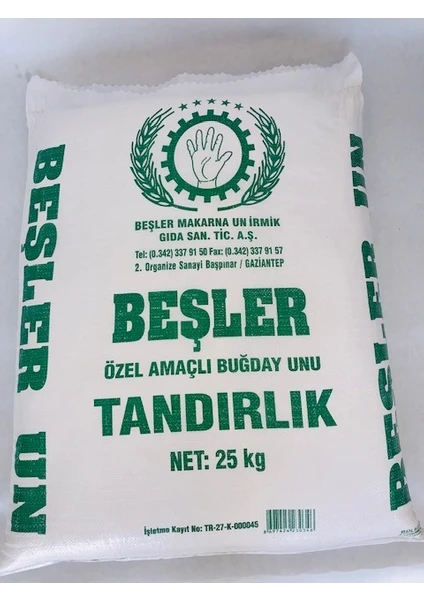 BEŞLER MAKARNA UN İRMİK
GIDA SAN. TİC. A.Ş.
Tel: (0.342) 337 91 50 Fax: (0.342) 337 91 57
2. Organize Sanayi Başpınar / GAZİANTEP
BEŞLER
ÖZEL AMAÇLI BUĞDAY UNU
TANDIRLIK
NET: 25 kg
İşletme Kayıt No: TR-27-K-000045
BEŞLER UN
BEŞLER UN